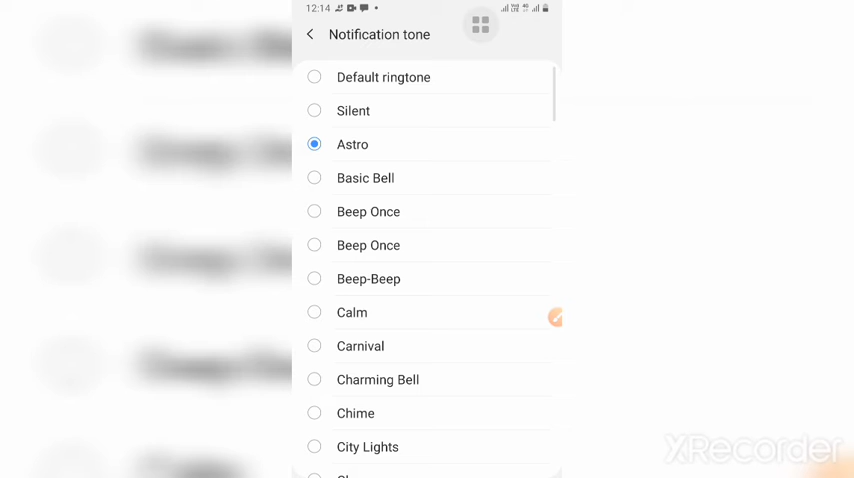 12:14
Notification tone
Default ringtone
Silent
Astro
Basic Bell
Beep Once
Beep Once
Beep-Beep
Calm
Carnival
Charming Bell
Chime
City Lights
XRecorder